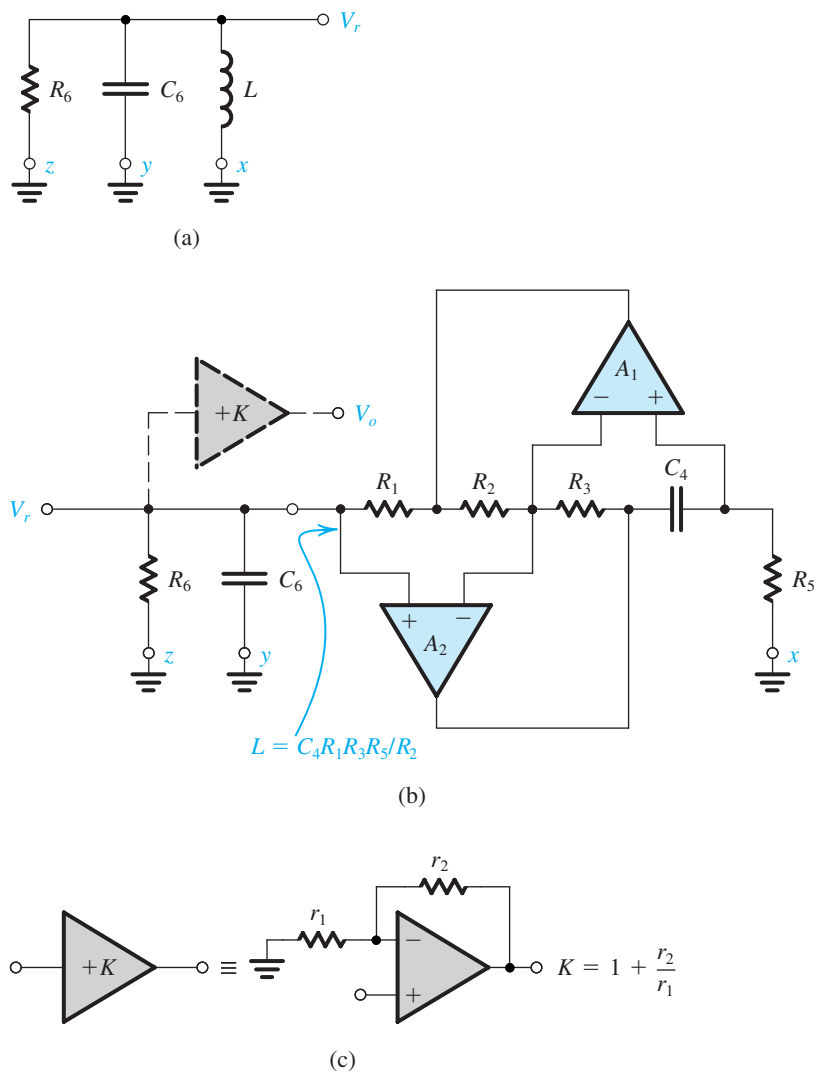 V_r
R_6 C_6 L
z y x
(a)
A_1
− +
+K V_o
C_4
R_1 R_2 R_3
V_r
R_6 C_6 R_5
+ −
A_2
z y x
L = C_4R_1R_3R_5/R_2
(b)
r_2
r_1
+K ≡ − + K = 1 + r_2/r_1
(c)